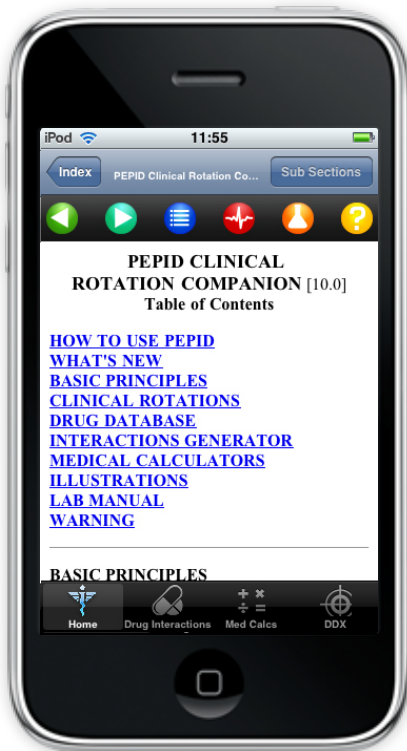 iPod 11:55
Index PEPID Clinical Rotation Co... Sub Sections
?
PEPID CLINICAL
ROTATION COMPANION [10.0]
Table of Contents
HOW TO USE PEPID
WHAT'S NEW
BASIC PRINCIPLES
CLINICAL ROTATIONS
DRUG DATABASE
INTERACTIONS GENERATOR
MEDICAL CALCULATORS
ILLUSTRATIONS
LAB MANUAL
WARNING
BASIC PRINCIPLES
Home Drug Interactions Med Calcs DDX